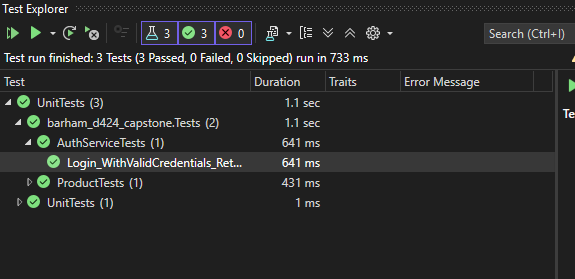 Test Explorer
3 3 0 Search (Ctrl+I)
Test run finished: 3 Tests (3 Passed, 0 Failed, 0 Skipped) run in 733 ms
Test Duration Traits Error Message
UnitTests (3) 1.1 sec
barham_d424_capstone.Tests (2) 1.1 sec
AuthServiceTests (1) 641 ms
Login_WithValidCredentials_Ret... 641 ms
ProductTests (1) 431 ms
UnitTests (1) 1 ms